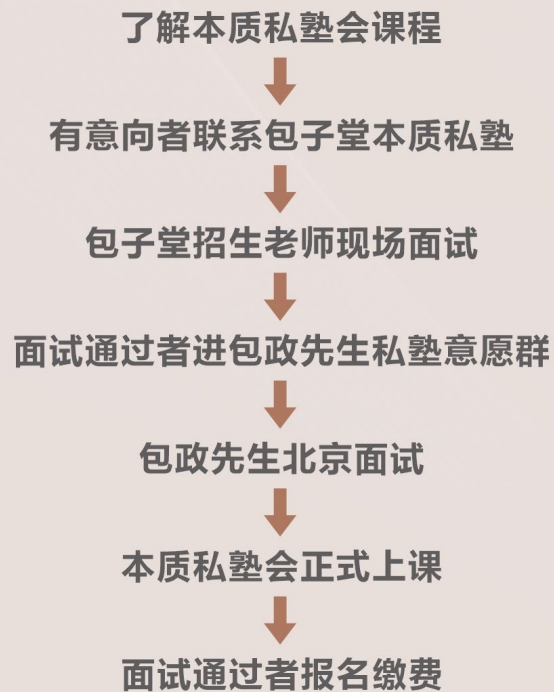 了解本质私塾会课程
有意向者联系包子堂本质私塾
包子堂招生老师现场面试
面试通过者进包政先生私塾意愿群
包政先生北京面试
本质私塾会正式上课
面试通过者报名缴费